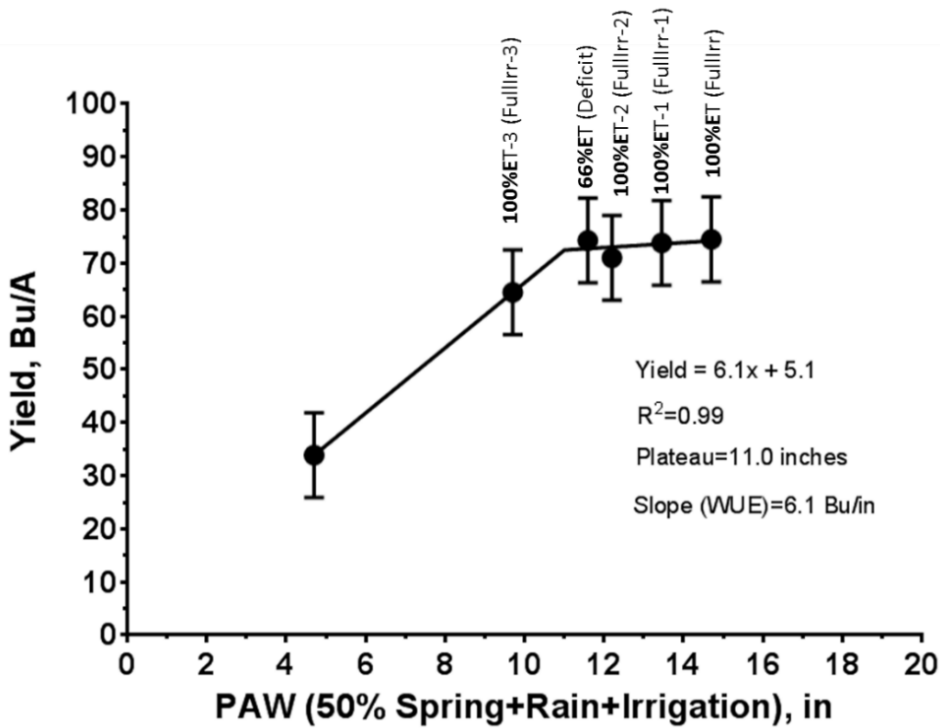 100%ET-3 (FullIrr-3)
66%ET (Deficit)
100%ET-2 (FullIrr-2)
100%ET-1 (FullIrr-1)
100%ET (FullIrr)
100
90
80
70
60
50
40
30
20
10
0
Yield, Bu/A
Yield = 6.1x + 5.1
R²=0.99
Plateau=11.0 inches
Slope (WUE)=6.1 Bu/in
0 2 4 6 8 10 12 14 16 18 20
PAW (50% Spring+Rain+Irrigation), in